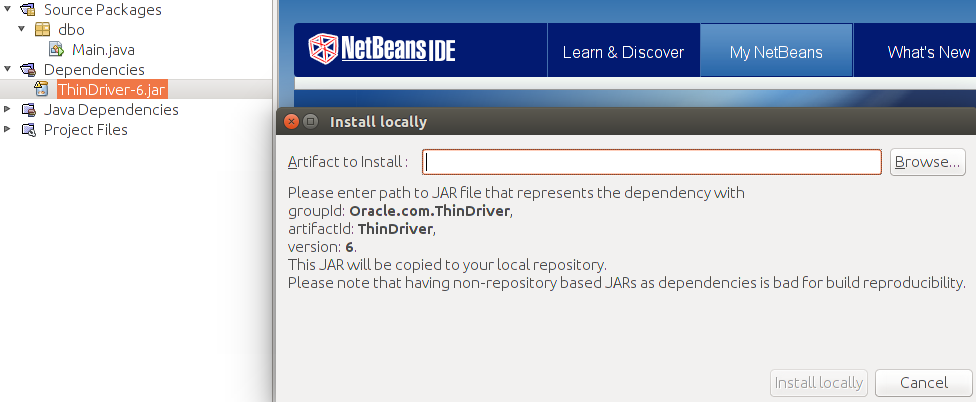 Source Packages
dbo
Main.java
Dependencies
ThinDriver-6.jar
Java Dependencies
Project Files
NetBeans IDE
Learn & Discover
My NetBeans
What's New
Install locally
Artifact to Install :
Browse...
Please enter path to JAR file that represents the dependency with
groupId: Oracle.com.ThinDriver,
artifactId: ThinDriver,
version: 6.
This JAR will be copied to your local repository.
Please note that having non-repository based JARs as dependencies is bad for build reproducibility.
Install locally
Cancel